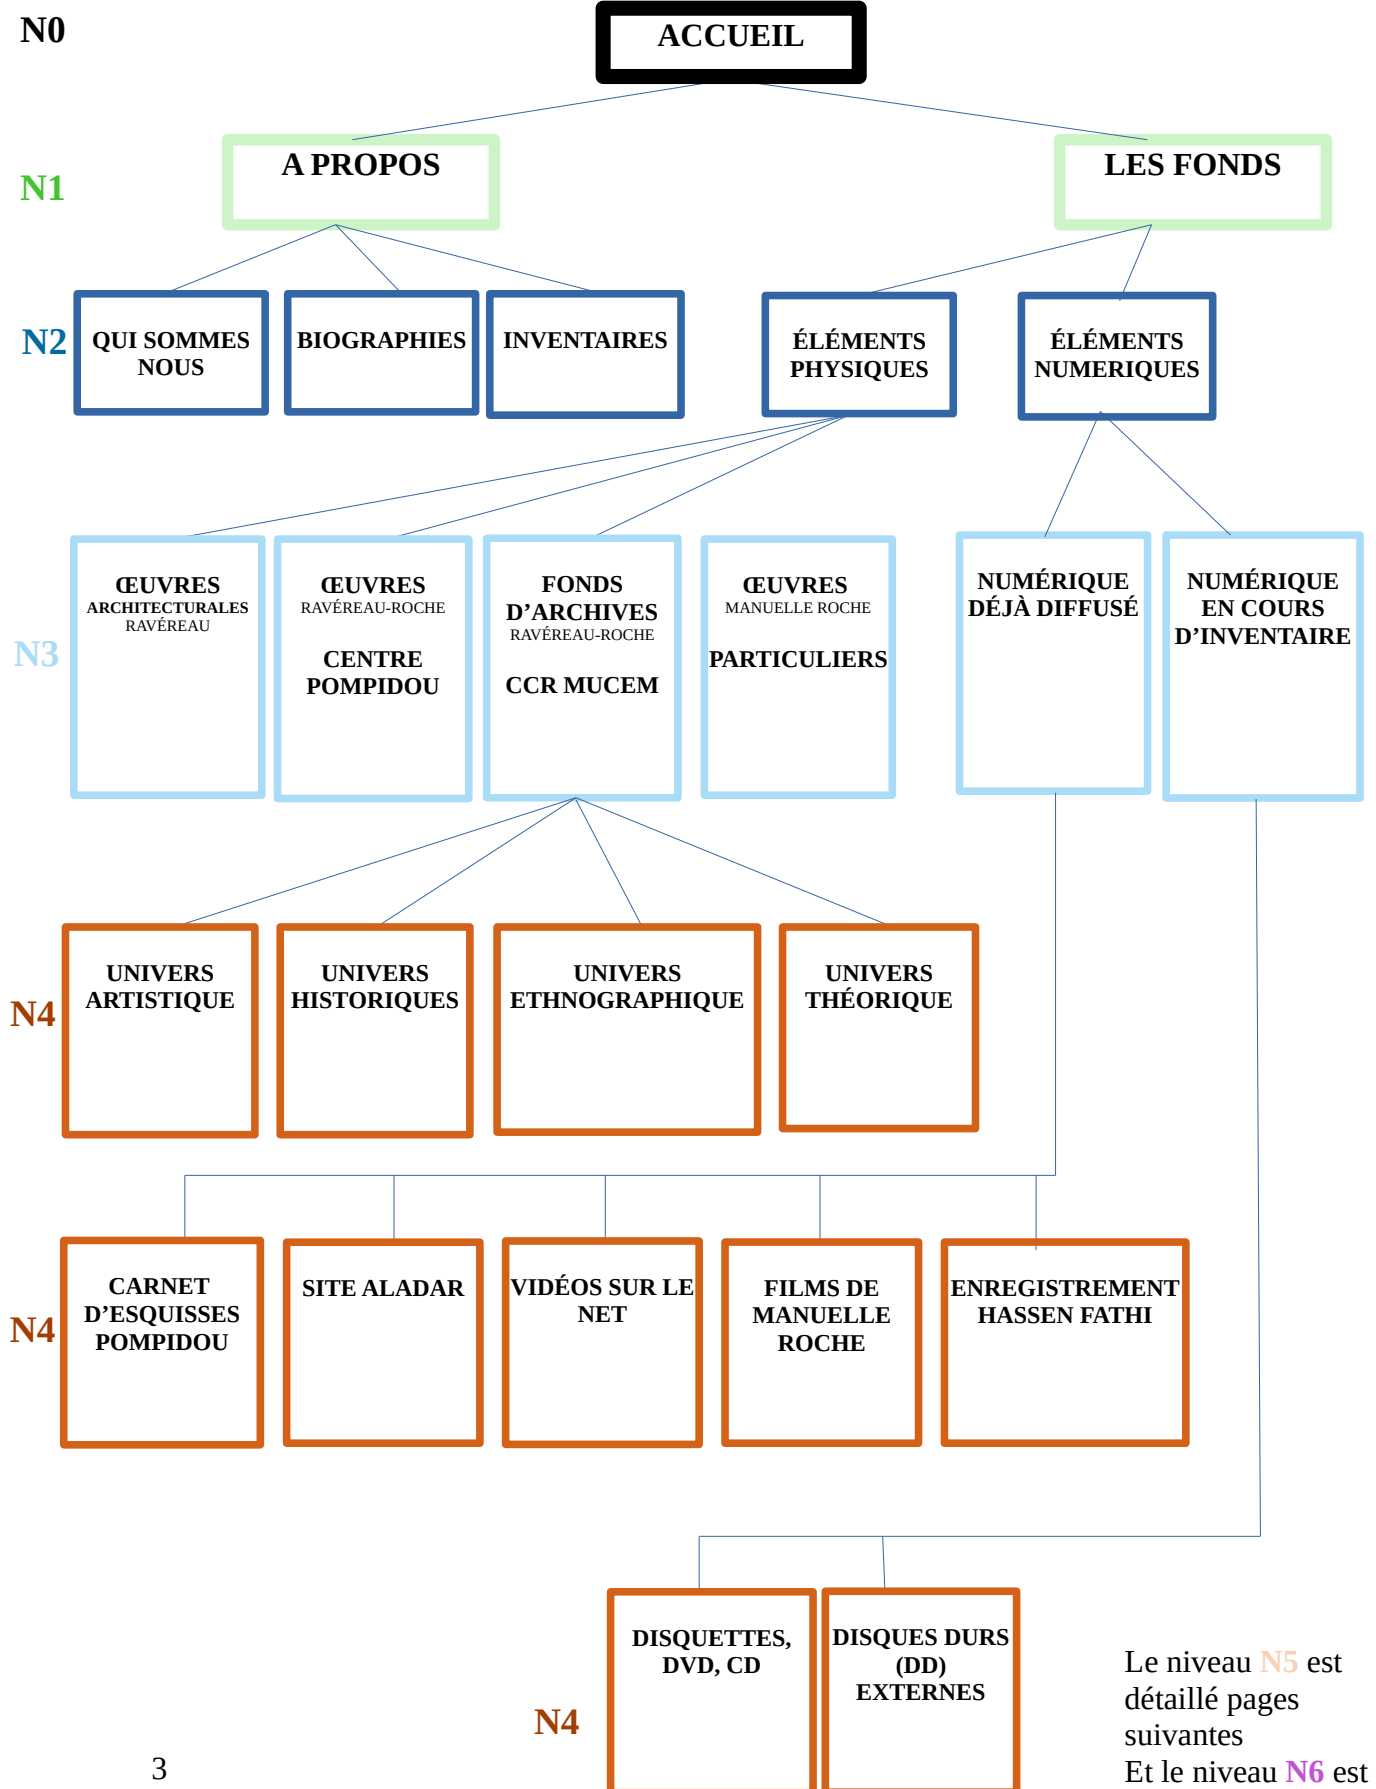 N0
ACCUEIL
N1
A PROPOS
LES FONDS
N2
QUI SOMMES
NOUS
BIOGRAPHIES
INVENTAIRES
ÉLÉMENTS
PHYSIQUES
ÉLÉMENTS
NUMERIQUES
N3
ŒUVRES
ARCHITECTURALES
RAVÉREAU
ŒUVRES
RAVÉREAU-ROCHE
CENTRE
POMPIDOU
FONDS
D’ARCHIVES
RAVÉREAU-ROCHE
CCR MUCEM
ŒUVRES
MANUELLE ROCHE
PARTICULIERS
NUMÉRIQUE
DÉJÀ DIFFUSÉ
NUMÉRIQUE
EN COURS
D’INVENTAIRE
N4
UNIVERS
ARTISTIQUE
UNIVERS
HISTORIQUES
UNIVERS
ETHNOGRAPHIQUE
UNIVERS
THÉORIQUE
N4
CARNET
D’ESQUISSES
POMPIDOU
SITE ALADAR
VIDÉOS SUR LE
NET
FILMS DE
MANUELLE
ROCHE
ENREGISTREMENT
HASSEN FATHI
N4
DISQUETTES,
DVD, CD
DISQUES DURS
(DD)
EXTERNES
Le niveau N5 est
détaillé pages
suivantes
Et le niveau N6 est
3